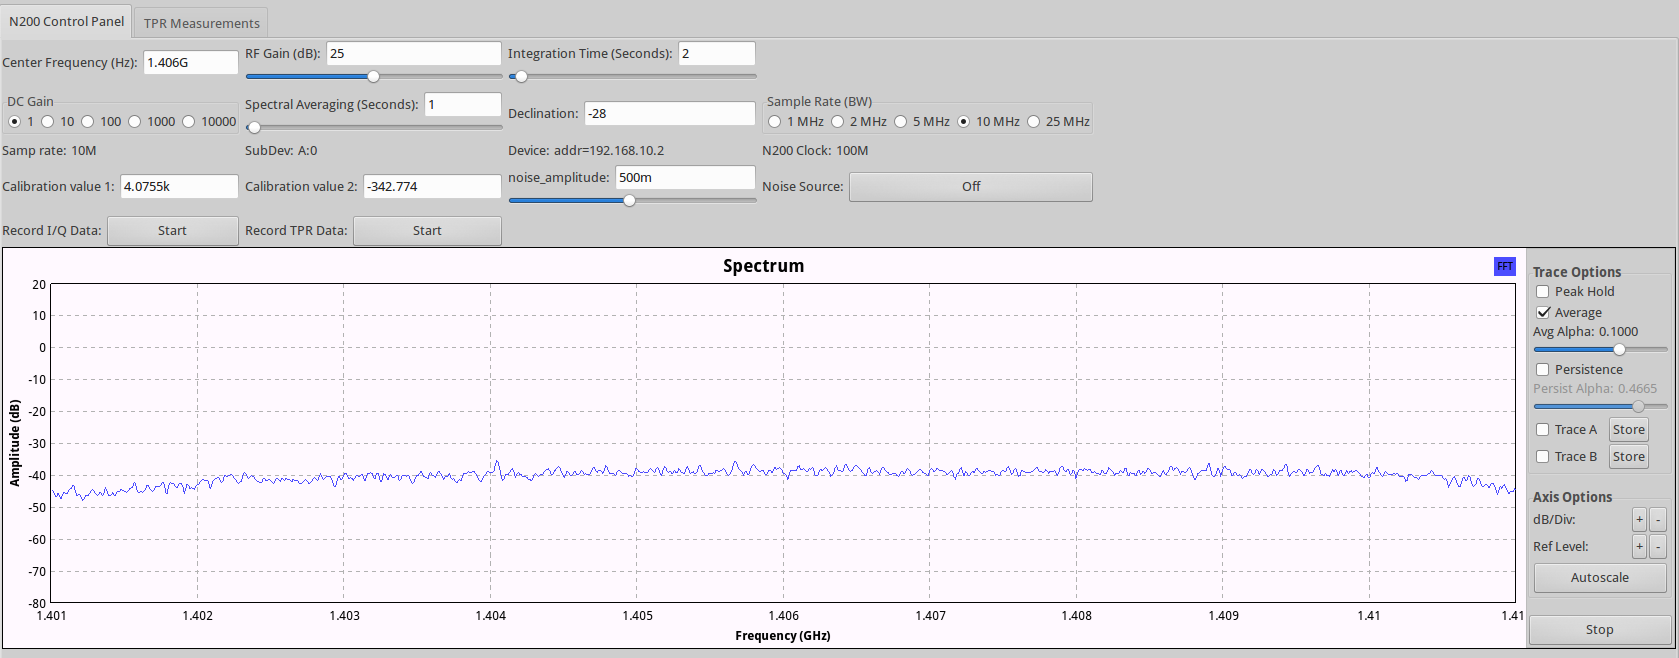 N200 Control Panel TPR Measurements
Center Frequency (Hz): 1.406G RF Gain (dB): 25 Integration Time (Seconds): 2
DC Gain Spectral Averaging (Seconds): 1 Declination: -28 Sample Rate (BW)
1 10 100 1000 10000 1 MHz 2 MHz 5 MHz 10 MHz 25 MHz
Samp rate: 10M SubDev: A:0 Device: addr=192.168.10.2 N200 Clock: 100M
Calibration value 1: 4.0755k Calibration value 2: -342.774 noise_amplitude: 500m Noise Source: Off
Record I/Q Data: Start Record TPR Data: Start
Spectrum
FFT
20
10
0
-10
-20
-30
-40
-50
-60
-70
-80
Amplitude (dB)
1.401 1.402 1.403 1.404 1.405 1.406 1.407 1.408 1.409 1.41 1.41
Frequency (GHz)
Trace Options
Peak Hold
Average
Avg Alpha: 0.1000
Persistence
Persist Alpha: 0.4665
Trace A Store
Trace B Store
Axis Options
dB/Div: + -
Ref Level: + -
Autoscale
Stop